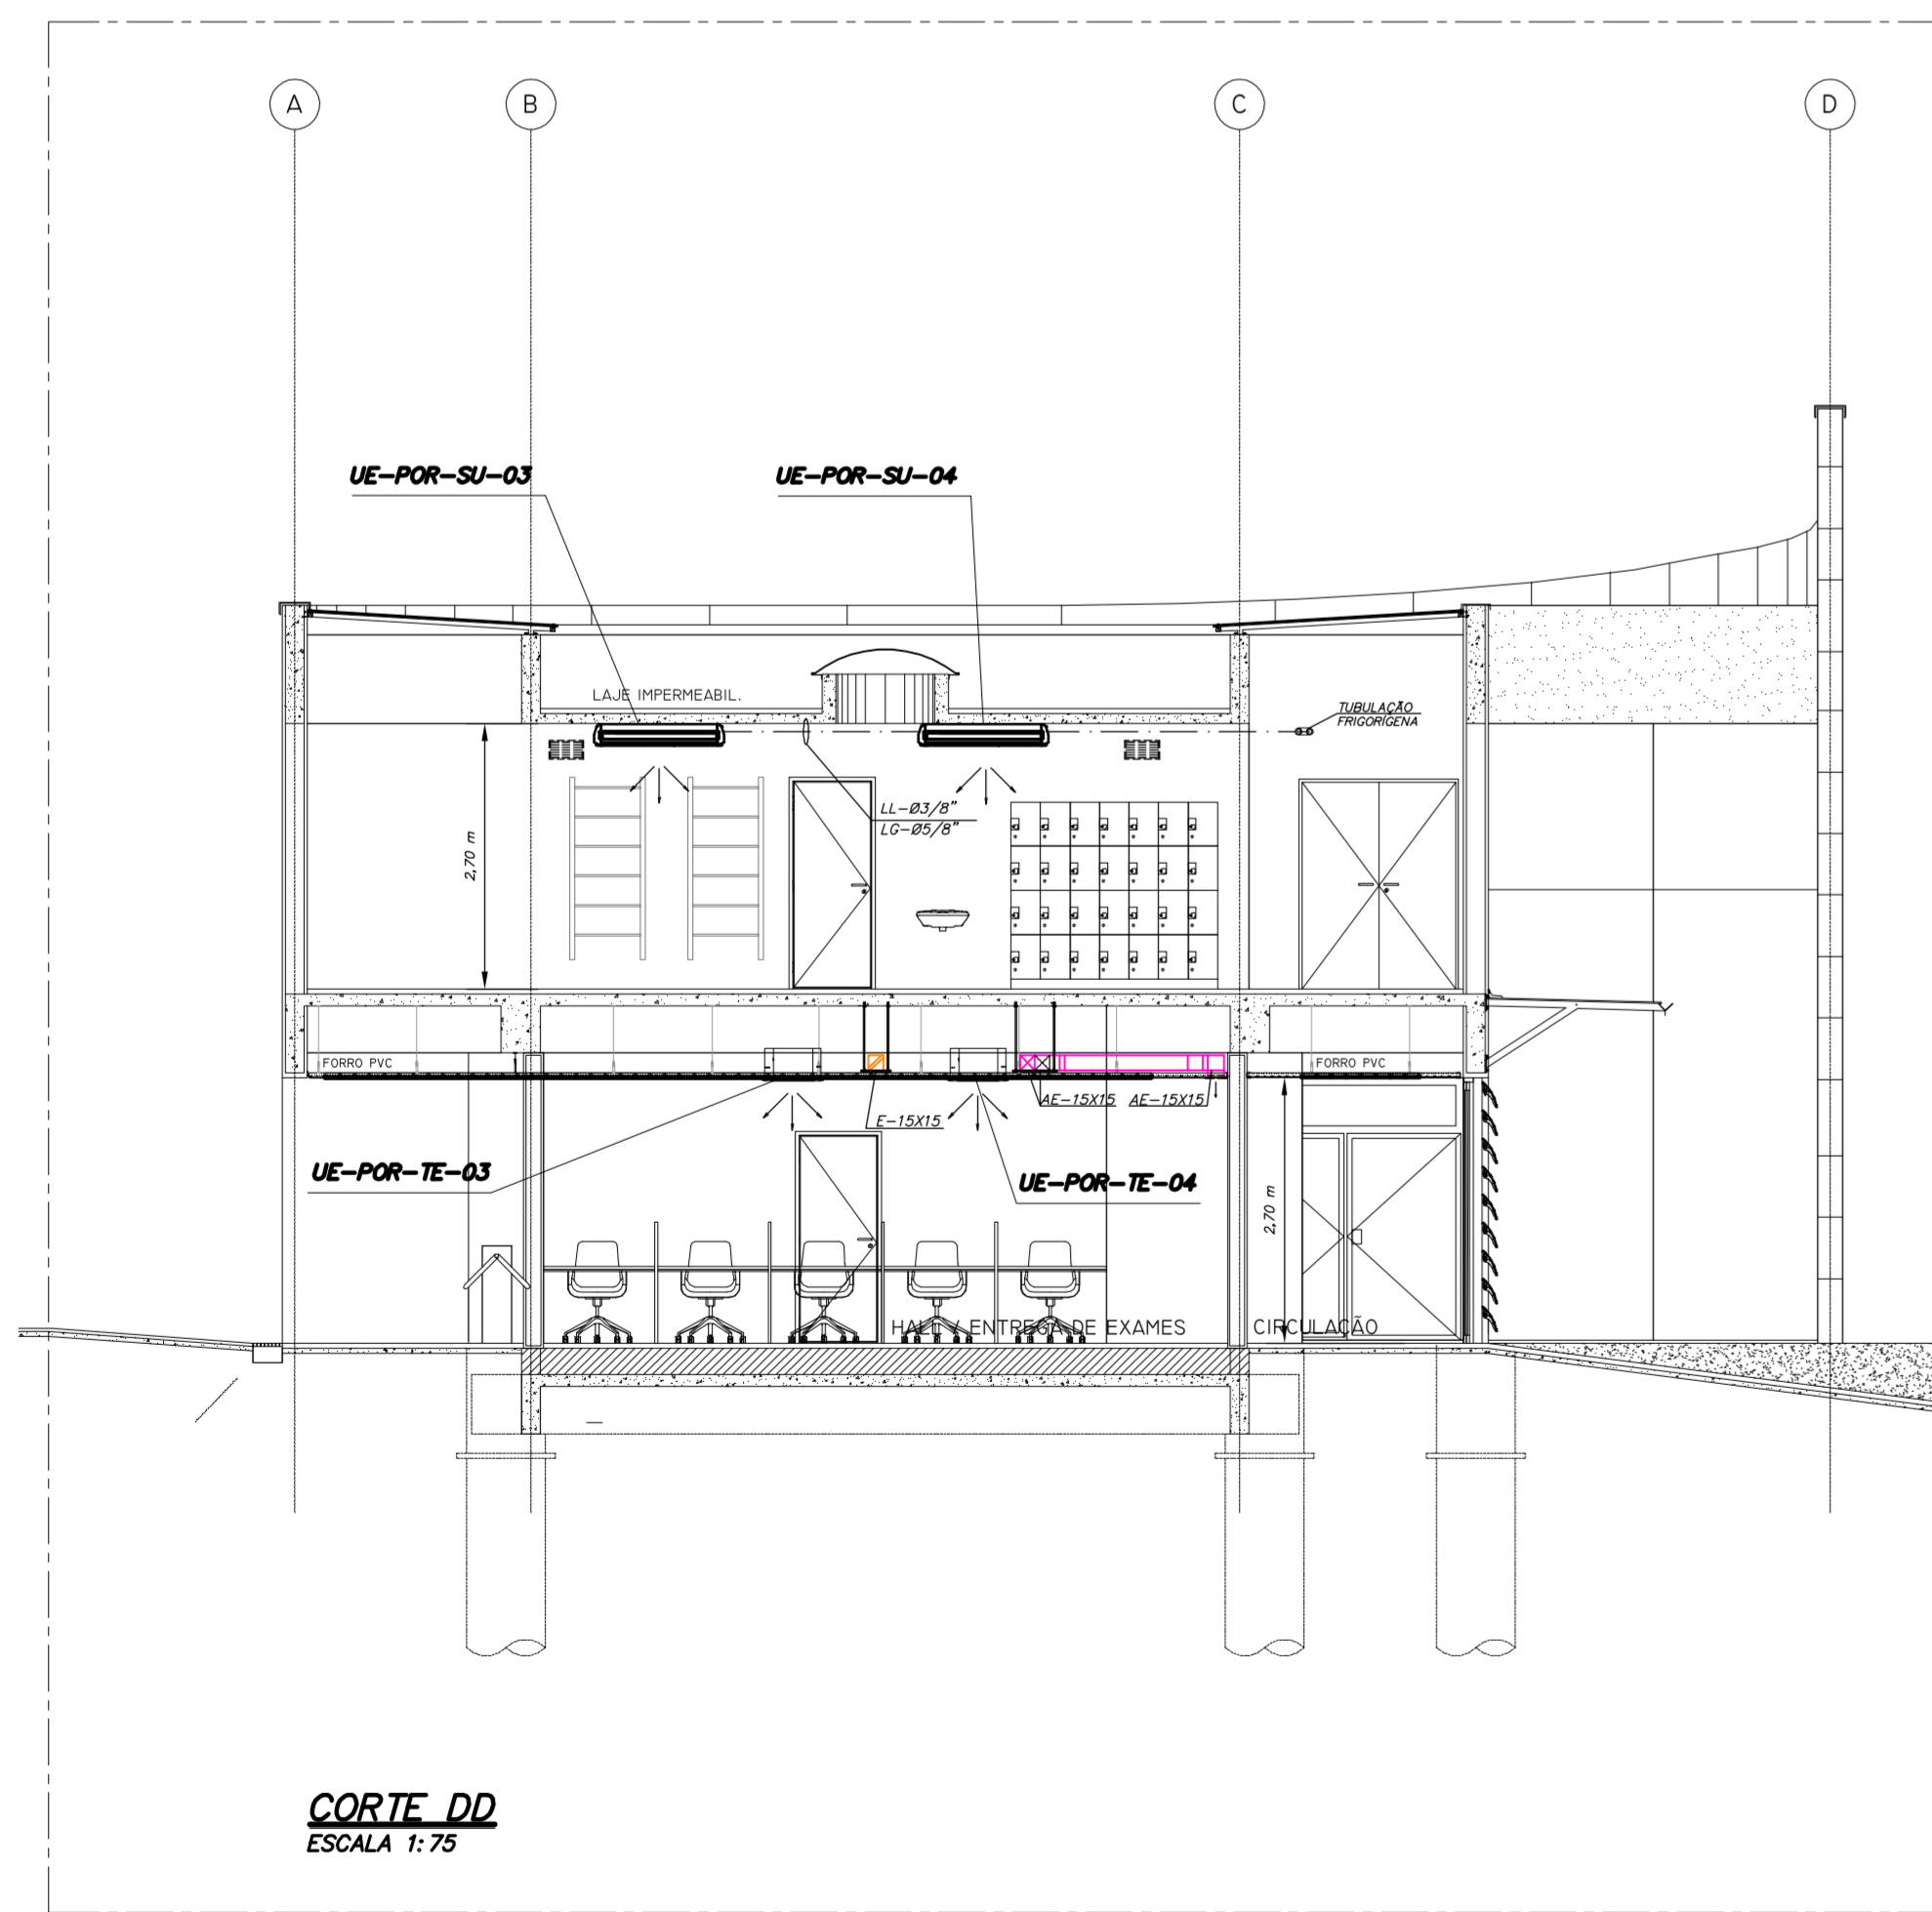 A
B
C
D
UE-POR-SU-03
UE-POR-SU-04
LAJE IMPERMEABIL.
TUBULAÇÃO
FRIGORÍGENA
LL-Ø3/8"
LG-Ø5/8"
2,70 m
FORRO PVC
FORRO PVC
AE-15X15
AE-15X15
E-15X15
UE-POR-TE-03
UE-POR-TE-04
2,70 m
HALL / ENTREGA DE EXAMES
CIRCULAÇÃO
CORTE DD
ESCALA 1:75